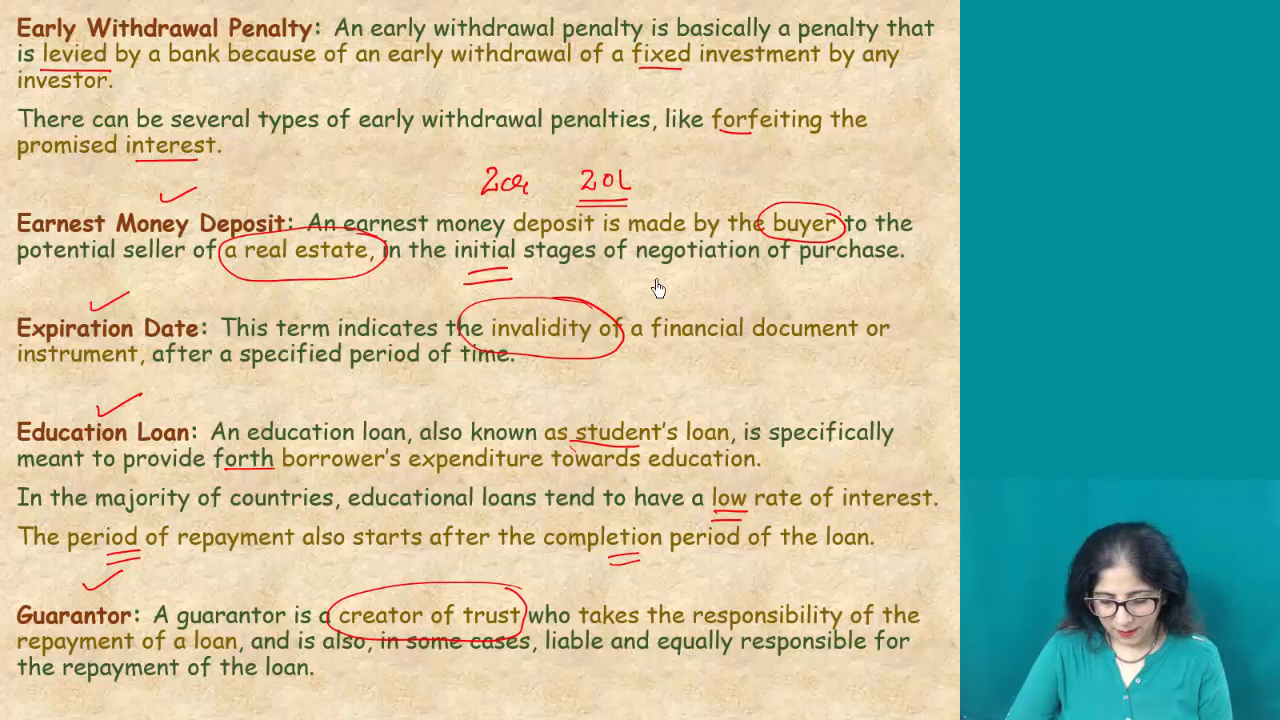 Early Withdrawal Penalty: An early withdrawal penalty is basically a penalty that
is levied by a bank because of an early withdrawal of a fixed investment by any
investor.
There can be several types of early withdrawal penalties, like forfeiting the
promised interest.
2cr 20L
Earnest Money Deposit: An earnest money deposit is made by the buyer to the
potential seller of a real estate, in the initial stages of negotiation of purchase.
Expiration Date: This term indicates the invalidity of a financial document or
instrument, after a specified period of time.
Education Loan: An education loan, also known as student's loan, is specifically
meant to provide forth borrower's expenditure towards education.
In the majority of countries, educational loans tend to have a low rate of interest.
The period of repayment also starts after the completion period of the loan.
Guarantor: A guarantor is a creator of trust who takes the responsibility of the
repayment of a loan, and is also, in some cases, liable and equally responsible for
the repayment of the loan.